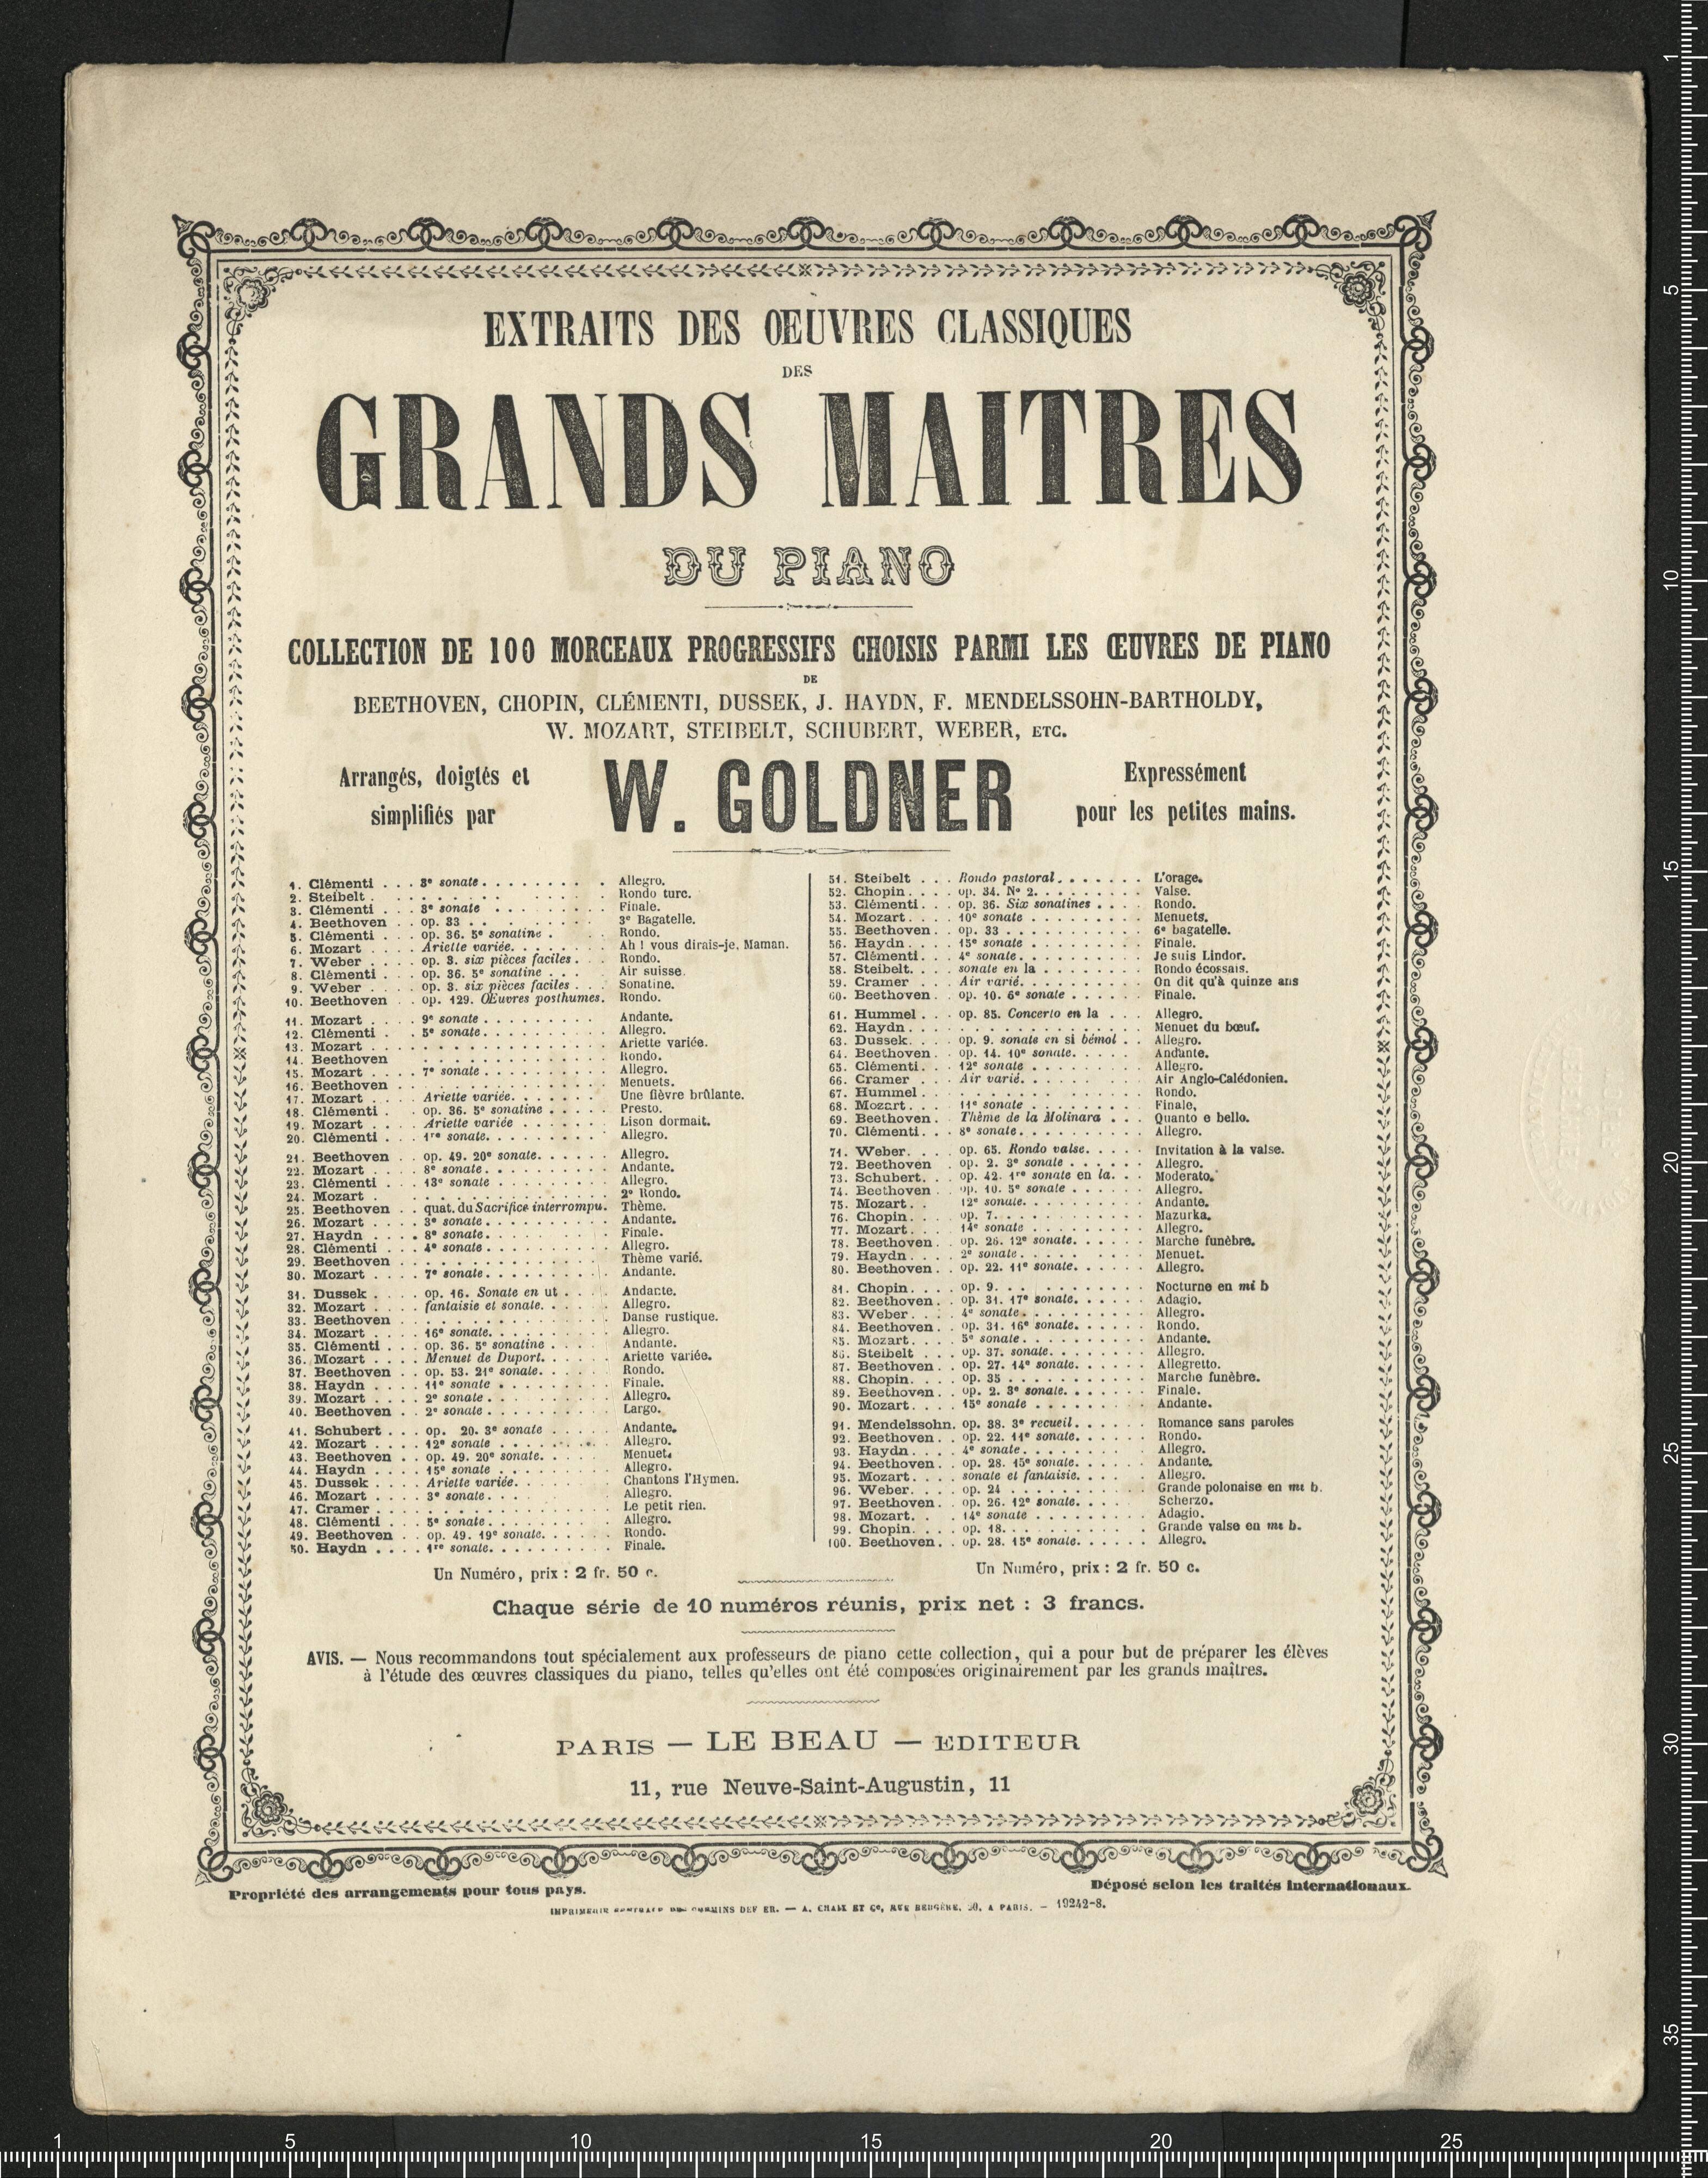 EXTRAITS DES OEUVRES CLASSIQUES
DES
GRANDS MAITRES
DU PIANO
COLLECTION DE 100 MORCEAUX PROGRESSIFS CHOISIS PARMI LES ŒUVRES DE PIANO
DE
BEETHOVEN, CHOPIN, CLÉMENTI, DUSSEK, J. HAYDN, F. MENDELSSOHN-BARTHOLDY,
W. MOZART, STEIBELT, SCHUBERT, WEBER, ETC.
Arrangés, doigtés et
simplifiés par
W. GOLDNER
Expressément
pour les petites mains.
1. Clémenti . . . 3e sonate . . . . . . . . . Allegro.
2. Steibelt . . . . . . . . . . . Rondo turc.
3. Clémenti . . . 3e sonate . . . . . . . . . Finale.
4. Beethoven . . op. 33 . . . . . . . . . . 3e Bagatelle.
5. Clémenti . . . op. 36. 5e sonatine . . . Rondo.
6. Mozart . . . . Ariette variée. . . . . . . . Ah ! vous dirais-je, Maman.
7. Weber . . . . op. 3. six pièces faciles . . . Rondo.
8. Clémenti . . . op. 36. 5e sonatine . . . . Air suisse.
9. Weber . . . . op. 3. six pièces faciles . . . Sonatine.
10. Beethoven . . op. 129. Œuvres posthumes. Rondo.
11. Mozart . . . . 9e sonate . . . . . . . . . Andante.
12. Clémenti . . . 5e sonate . . . . . . . . . Allegro.
13. Mozart . . . . . . . . . . . . . . Ariette variée.
14. Beethoven . . . . . . . . . . . . Rondo.
15. Mozart . . . . 7e sonate . . . . . . . . . Allegro.
16. Beethoven . . . . . . . . . . . . Menuets.
17. Mozart . . . . Ariette variée. . . . . . . . Une fièvre brûlante.
18. Clémenti . . . op. 36. 5e sonatine . . . . . Presto.
19. Mozart . . . . Ariette variée . . . . . . . Lison dormait.
20. Clémenti . . . 1re sonate. . . . . . . . . Allegro.
21. Beethoven . . op. 49. 20e sonate. . . . . . Allegro.
22. Mozart . . . . 8e sonate . . . . . . . . . Andante.
23. Clémenti . . . 13e sonate . . . . . . . . . Allegro.
24. Mozart . . . . . . . . . . . . . . 2e Rondo.
25. Beethoven . . quat. du Sacrifice interrompu. Thème.
26. Mozart . . . . 3e sonate . . . . . . . . . Andante.
27. Haydn . . . . 8e sonate . . . . . . . . . Finale.
28. Clémenti . . . 4e sonate . . . . . . . . . Allegro.
29. Beethoven . . . . . . . . . . . . Thème varié.
30. Mozart . . . . 7e sonate . . . . . . . . . Andante.
31. Dussek . . . . op. 16. Sonate en ut . . . . Andante.
32. Mozart . . . . fantaisie et sonate. . . . . . Allegro.
33. Beethoven . . . . . . . . . . . . Danse rustique.
34. Mozart . . . . 16e sonate. . . . . . . . . Allegro.
35. Clémenti . . . op. 36. 5e sonatine . . . . . Andante.
36. Mozart . . . . Menuet de Duport. . . . . . Ariette variée.
37. Beethoven . . op. 53. 21e sonate. . . . . . Rondo.
38. Haydn . . . . 11e sonate . . . . . . . . . Finale.
39. Mozart . . . . 2e sonate . . . . . . . . . Allegro.
40. Beethoven . . 2e sonate . . . . . . . . . Largo.
41. Schubert . . . op. 20. 3e sonate . . . . . Andante.
42. Mozart . . . . 12e sonate . . . . . . . . . Allegro.
43. Beethoven . . op. 49. 20e sonate. . . . . . Menuet.
44. Haydn . . . . 15e sonate . . . . . . . . . Allegro.
45. Dussek . . . . Ariette variée. . . . . . . . Chantons l'Hymen.
46. Mozart . . . . 3e sonate . . . . . . . . . Allegro.
47. Cramer . . . . . . . . . . . . . . Le petit rien.
48. Clémenti . . . 5e sonate . . . . . . . . . Allegro.
49. Beethoven . . op. 49. 19e sonate. . . . . . Rondo.
50. Haydn . . . . 1re sonate. . . . . . . . . Finale.
Un Numéro, prix : 2 fr. 50 c.
51. Steibelt . . . Rondo pastoral . . . . . . . L'orage.
52. Chopin . . . . op. 34. No 2. . . . . . . . . Valse.
53. Clémenti . . . op. 36. Six sonatines . . . . Rondo.
54. Mozart . . . . 10e sonate . . . . . . . . . Menuets.
55. Beethoven . . op. 33 . . . . . . . . . . . 6e bagatelle.
56. Haydn . . . . 15e sonate . . . . . . . . . Finale.
57. Clémenti . . . 4e sonate. . . . . . . . . . Je suis Lindor.
58. Steibelt. . . . sonate en la . . . . . . . . Rondo écossais.
59. Cramer . . . Air varié. . . . . . . . . . On dit qu'à quinze ans
60. Beethoven . . op. 10. 6e sonate . . . . . . Finale.
61. Hummel . . . op. 85. Concerto en la . . . Allegro.
62. Haydn . . . . . . . . . . . . . . Menuet du bœuf.
63. Dussek. . . . op. 9. sonate en si bémol . . Allegro.
64. Beethoven . . op. 14. 10e sonate. . . . . . Andante.
65. Clémenti . . . 12e sonate . . . . . . . . . Allegro.
66. Cramer . . . Air varié. . . . . . . . . . Air Anglo-Calédonien.
67. Hummel . . . . . . . . . . . . . . Rondo.
68. Mozart . . . . 11e sonate . . . . . . . . . Finale,
69. Beethoven . . Thème de la Molinara . . . Quanto e bello.
70. Clémenti . . . 8e sonate . . . . . . . . . Allegro.
71. Weber. . . . op. 65. Rondo valse. . . . . Invitation à la valse.
72. Beethoven . . op. 2. 3e sonate . . . . . . Allegro.
73. Schubert. . . op. 42. 1re sonate en la. . . Moderato.
74. Beethoven . . op. 10. 5e sonate . . . . . . Allegro.
75. Mozart . . . 12e sonate. . . . . . . . . Andante.
76. Chopin . . . . op. 7. . . . . . . . . . . Mazurka.
77. Mozart . . . . 14e sonate . . . . . . . . . Allegro.
78. Beethoven . . op. 26. 12e sonate. . . . . . Marche funèbre.
79. Haydn . . . . 2e sonate . . . . . . . . . Menuet.
80. Beethoven . . op. 22. 11e sonate. . . . . . Allegro.
81. Chopin . . . . op. 9. . . . . . . . . . . Nocturne en mi b
82. Beethoven . . op. 31. 17e sonate. . . . . . Adagio.
83. Weber . . . . 4e sonate . . . . . . . . . Allegro.
84. Beethoven . . op. 31. 16e sonate. . . . . . Rondo.
85. Mozart . . . . 5e sonate . . . . . . . . . Andante.
86. Steibelt . . . op. 37. sonate. . . . . . . . Allegro.
87. Beethoven . . op. 27. 14e sonate. . . . . . Allegretto.
88. Chopin. . . . op. 35 . . . . . . . . . . Marche funèbre.
89. Beethoven . . op. 2. 3e sonate. . . . . . . Finale.
90. Mozart . . . . 15e sonate . . . . . . . . . Andante.
91. Mendelssohn. op. 38. 3e recueil . . . . . . Romance sans paroles
92. Beethoven . . op. 22. 11e sonate. . . . . . Rondo.
93. Haydn . . . . 4e sonate . . . . . . . . . Allegro.
94. Beethoven . . op. 28. 15e sonate. . . . . . Andante.
95. Mozart . . . . sonate et fantaisie. . . . . Allegro.
96. Weber. . . . op. 24 . . . . . . . . . . Grande polonaise en mi b.
97. Beethoven . . op. 26. 12e sonate. . . . . Scherzo.
98. Mozart . . . 14e sonate . . . . . . . . . Adagio.
99. Chopin. . . . op. 18. . . . . . . . . . . Grande valse en mi b.
100. Beethoven . . op. 28. 15e sonate. . . . . . Allegro.
Un Numéro, prix : 2 fr. 50 c.
Chaque série de 10 numéros réunis, prix net : 3 francs.
AVIS. — Nous recommandons tout spécialement aux professeurs de piano cette collection, qui a pour but de préparer les élèves
à l'étude des œuvres classiques du piano, telles qu'elles ont été composées originairement par les grands maîtres.
PARIS — LE BEAU — EDITEUR
11, rue Neuve-Saint-Augustin, 11
Propriété des arrangements pour tous pays.
Déposé selon les traités internationaux.
IMPRIMERIE CENTRALE DES CHEMINS DE FER. — A. CHAIX ET Ce, RUE BERGÈRE, 20, A PARIS. — 19242-8.
1 5 10 15 20 25
1
5
10
15
20
25
30
35